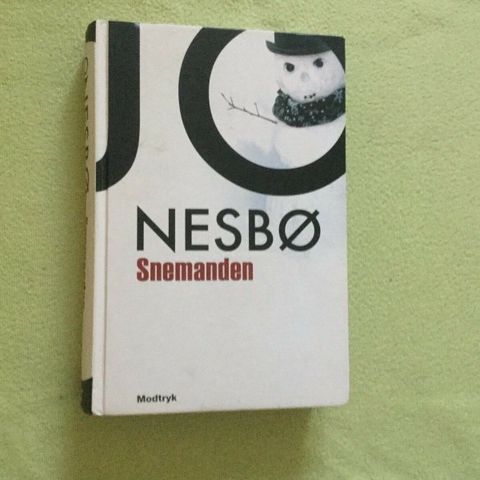 JO
NESBØ
Snemanden
Modtryk